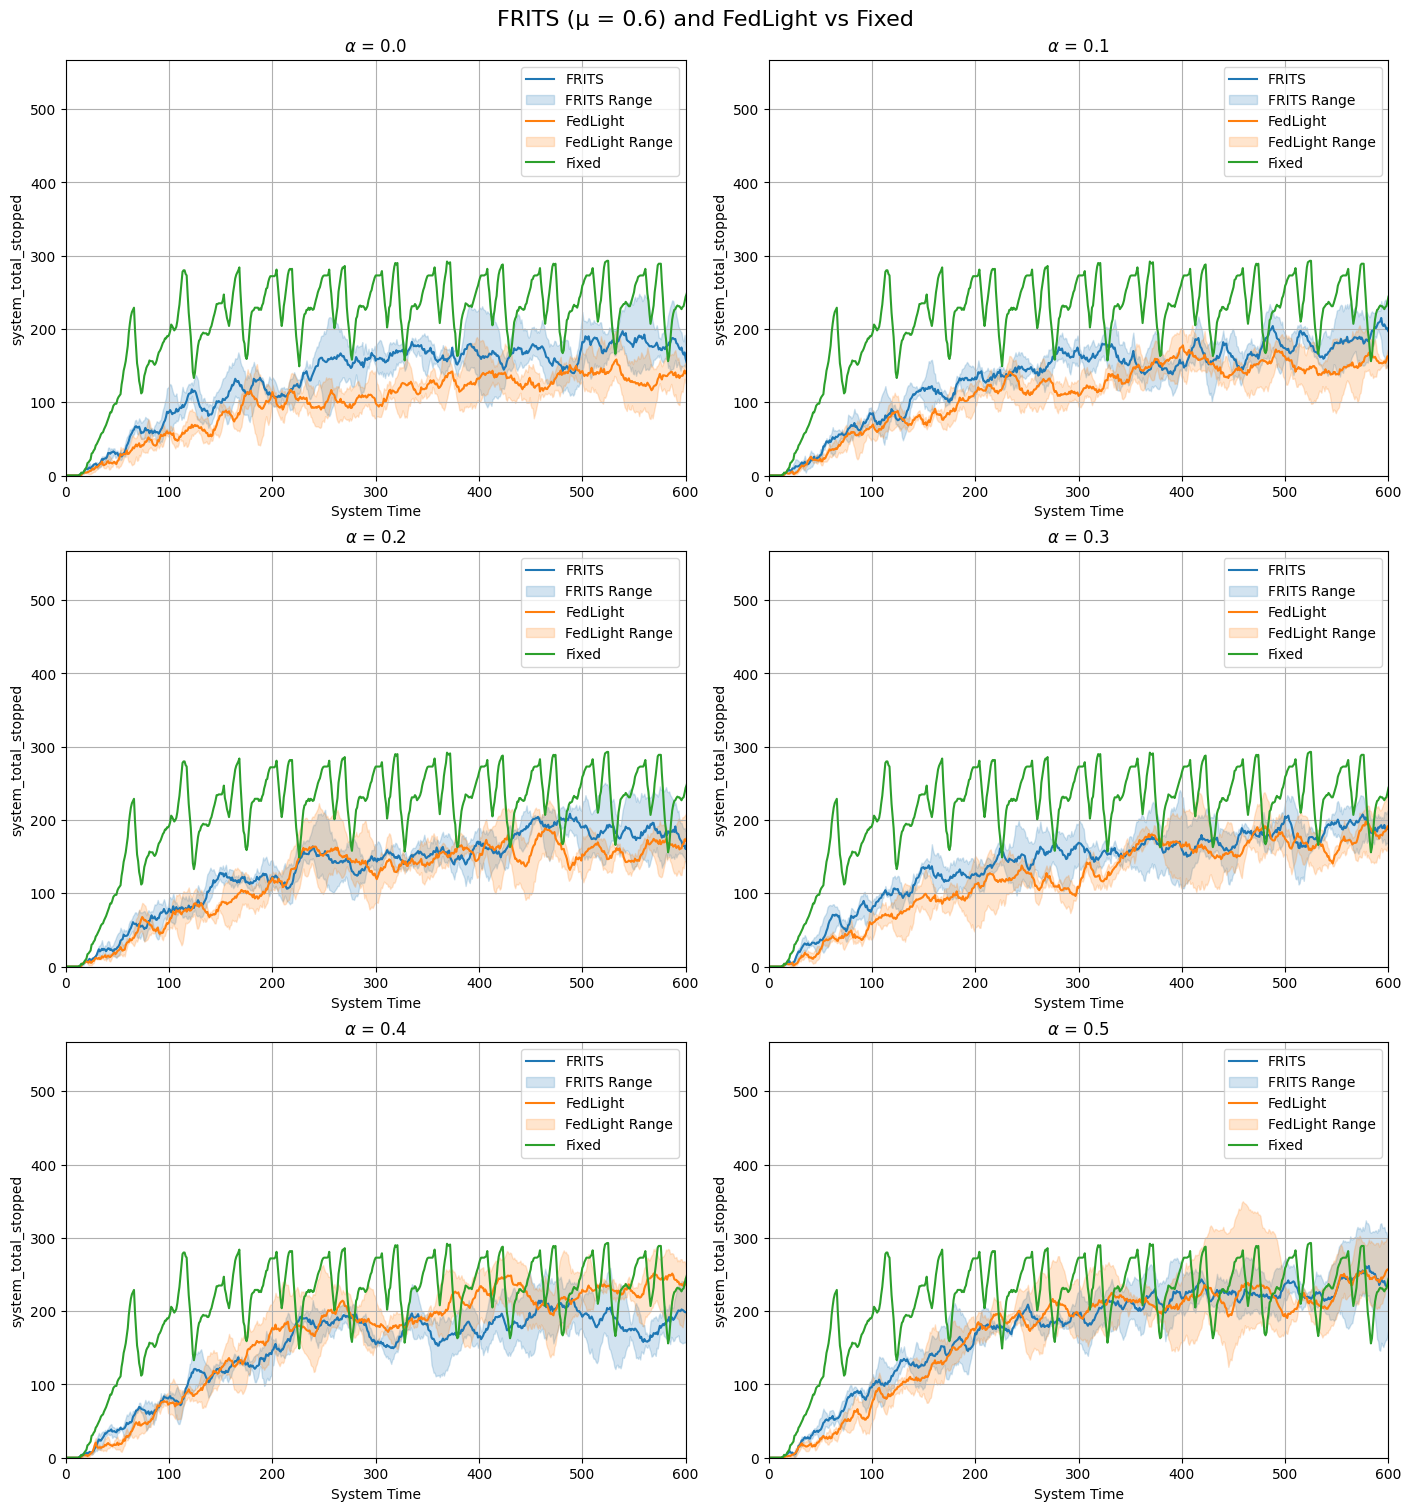 FRITS (μ = 0.6) and FedLight vs Fixed
α = 0.0
system_total_stopped
500
400
300
200
100
0
0 100 200 300 400 500 600
System Time
FRITS
FRITS Range
FedLight
FedLight Range
Fixed
α = 0.1
system_total_stopped
500
400
300
200
100
0
0 100 200 300 400 500 600
System Time
FRITS
FRITS Range
FedLight
FedLight Range
Fixed
α = 0.2
system_total_stopped
500
400
300
200
100
0
0 100 200 300 400 500 600
System Time
FRITS
FRITS Range
FedLight
FedLight Range
Fixed
α = 0.3
system_total_stopped
500
400
300
200
100
0
0 100 200 300 400 500 600
System Time
FRITS
FRITS Range
FedLight
FedLight Range
Fixed
α = 0.4
system_total_stopped
500
400
300
200
100
0
0 100 200 300 400 500 600
System Time
FRITS
FRITS Range
FedLight
FedLight Range
Fixed
α = 0.5
system_total_stopped
500
400
300
200
100
0
0 100 200 300 400 500 600
System Time
FRITS
FRITS Range
FedLight
FedLight Range
Fixed